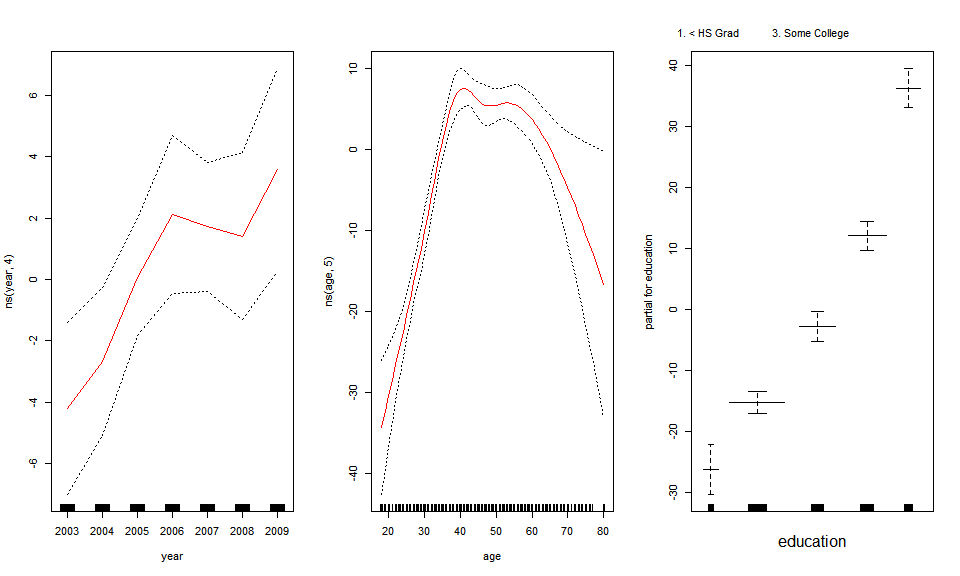 1. < HS Grad 3. Some College
ns(year, 4)
6
4
2
0
-2
-4
-6
2003 2004 2005 2006 2007 2008 2009
year
ns(age, 5)
10
0
-10
-20
-30
-40
20 30 40 50 60 70 80
age
partial for education
40
30
20
10
0
-10
-20
-30
education